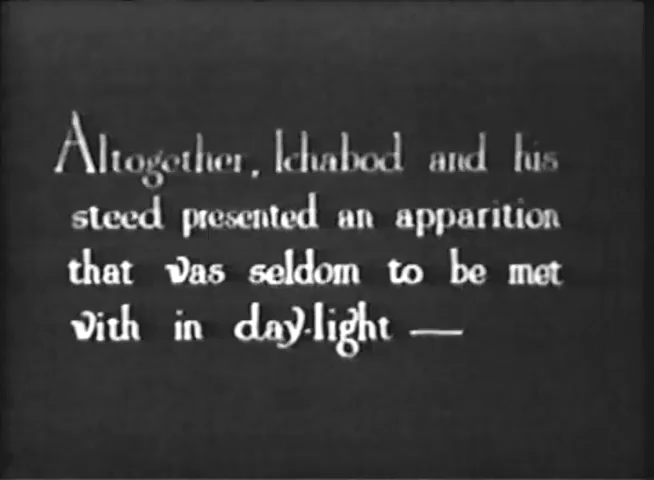 Altogether, Ichabod and his
steed presented an apparition
that was seldom to be met
with in day-light —